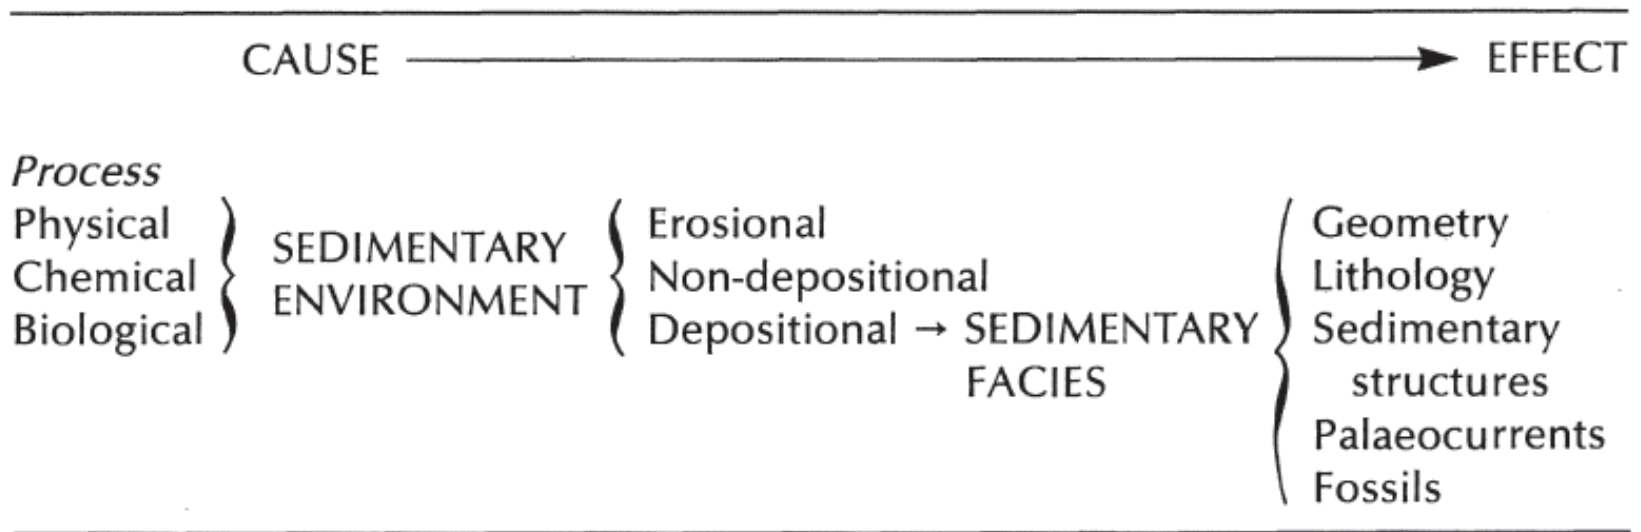 CAUSE → EFFECT
Process
Physical
Chemical
Biological
SEDIMENTARY
ENVIRONMENT
Erosional
Non-depositional
Depositional → SEDIMENTARY
FACIES
Geometry
Lithology
Sedimentary
structures
Palaeocurrents
Fossils